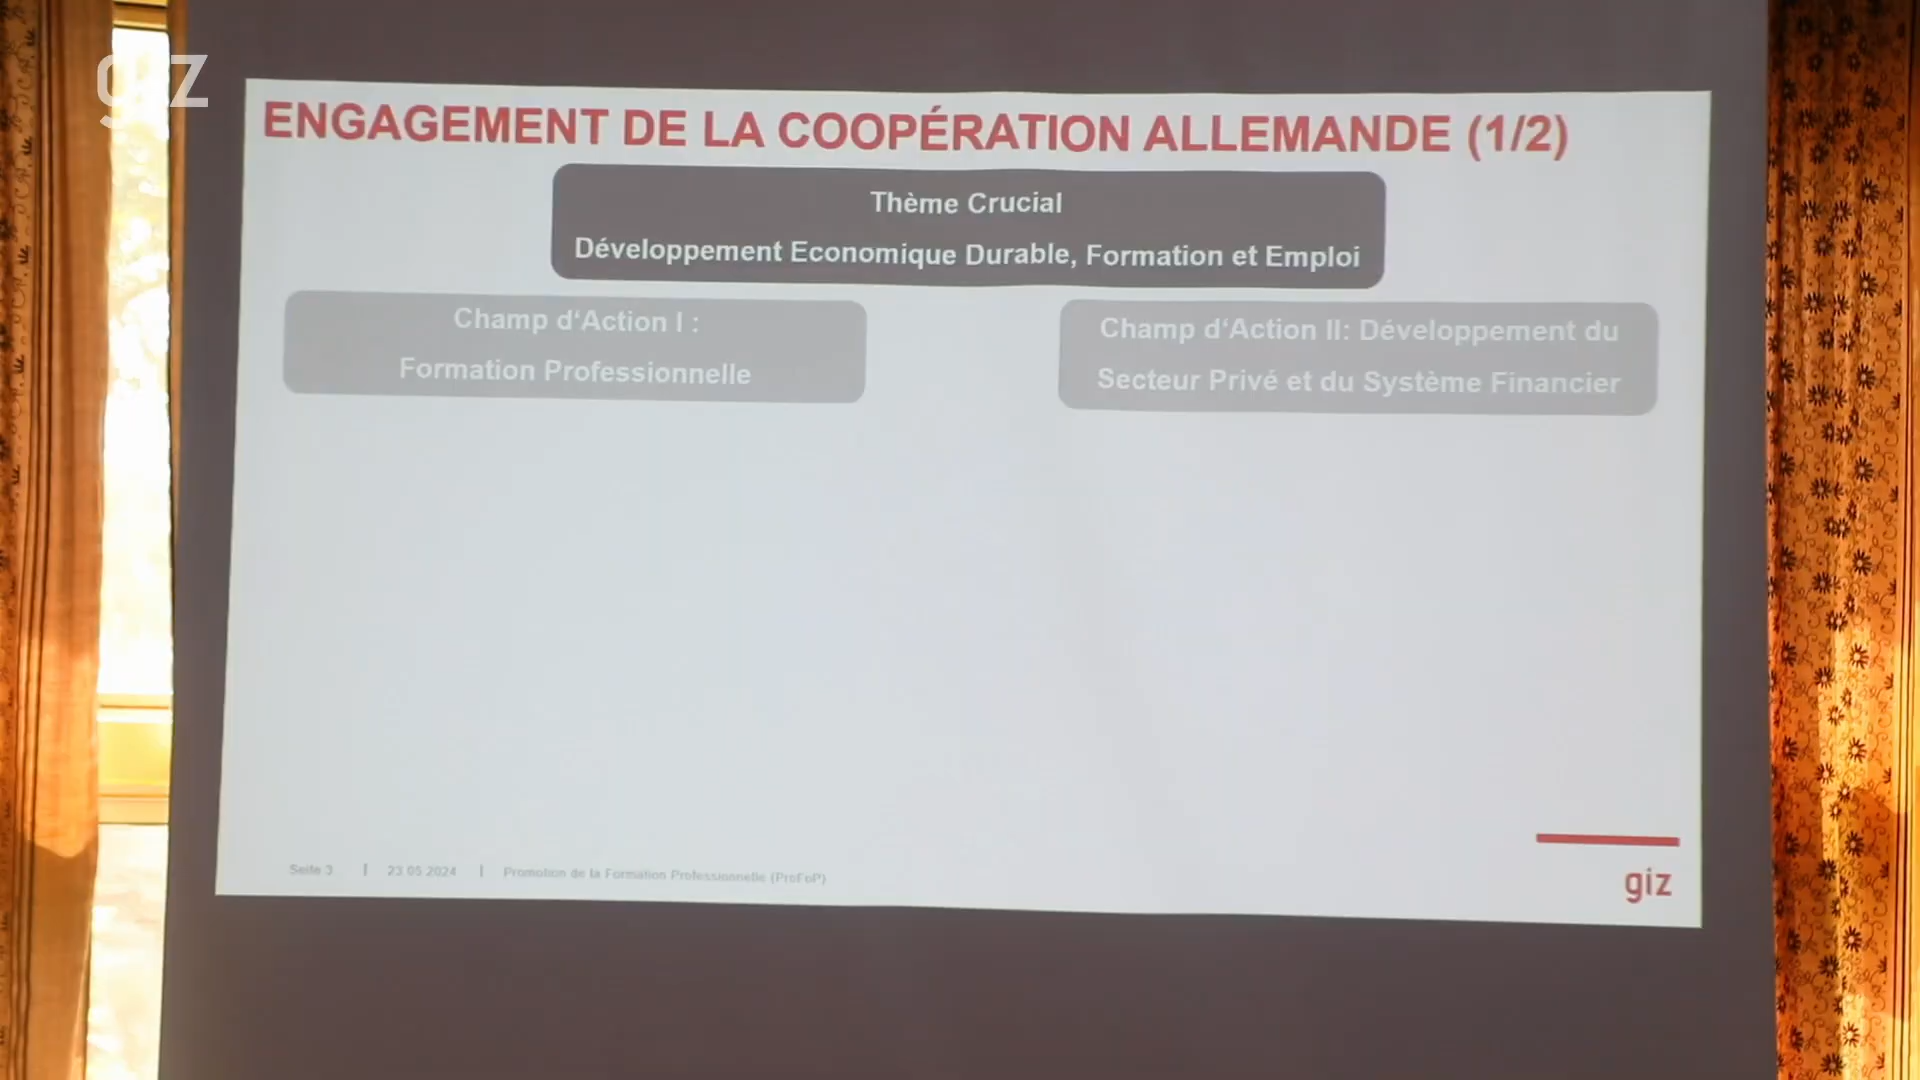 giz
ENGAGEMENT DE LA COOPÉRATION ALLEMANDE (1/2)
Thème Crucial
Développement Economique Durable, Formation et Emploi
Champ d‘Action I :
Formation Professionnelle
Champ d‘Action II: Développement du
Secteur Privé et du Système Financier
Seite 3 | 23.05.2024 | Promotion de la Formation Professionnelle (ProFoP)
giz